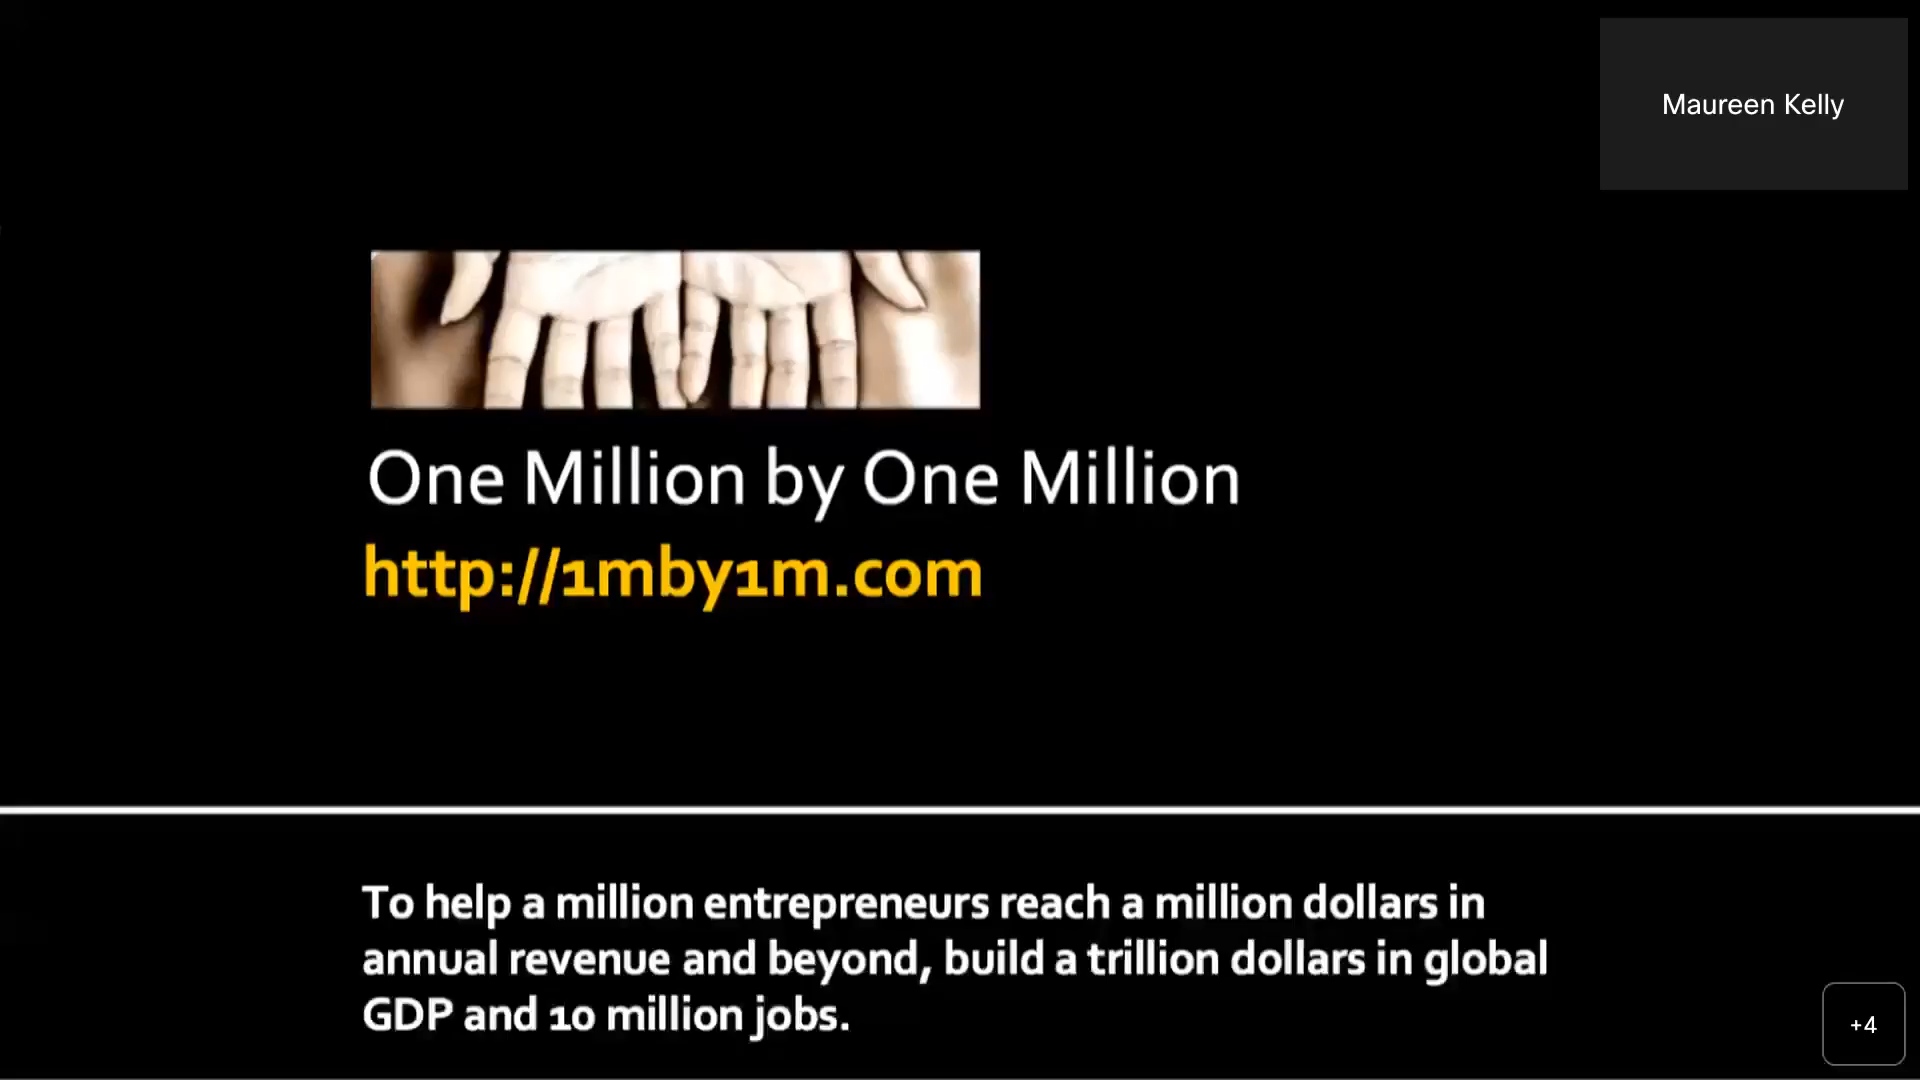 Maureen Kelly
One Million by One Million
http://1mby1m.com
To help a million entrepreneurs reach a million dollars in
annual revenue and beyond, build a trillion dollars in global
GDP and 10 million jobs.
+4